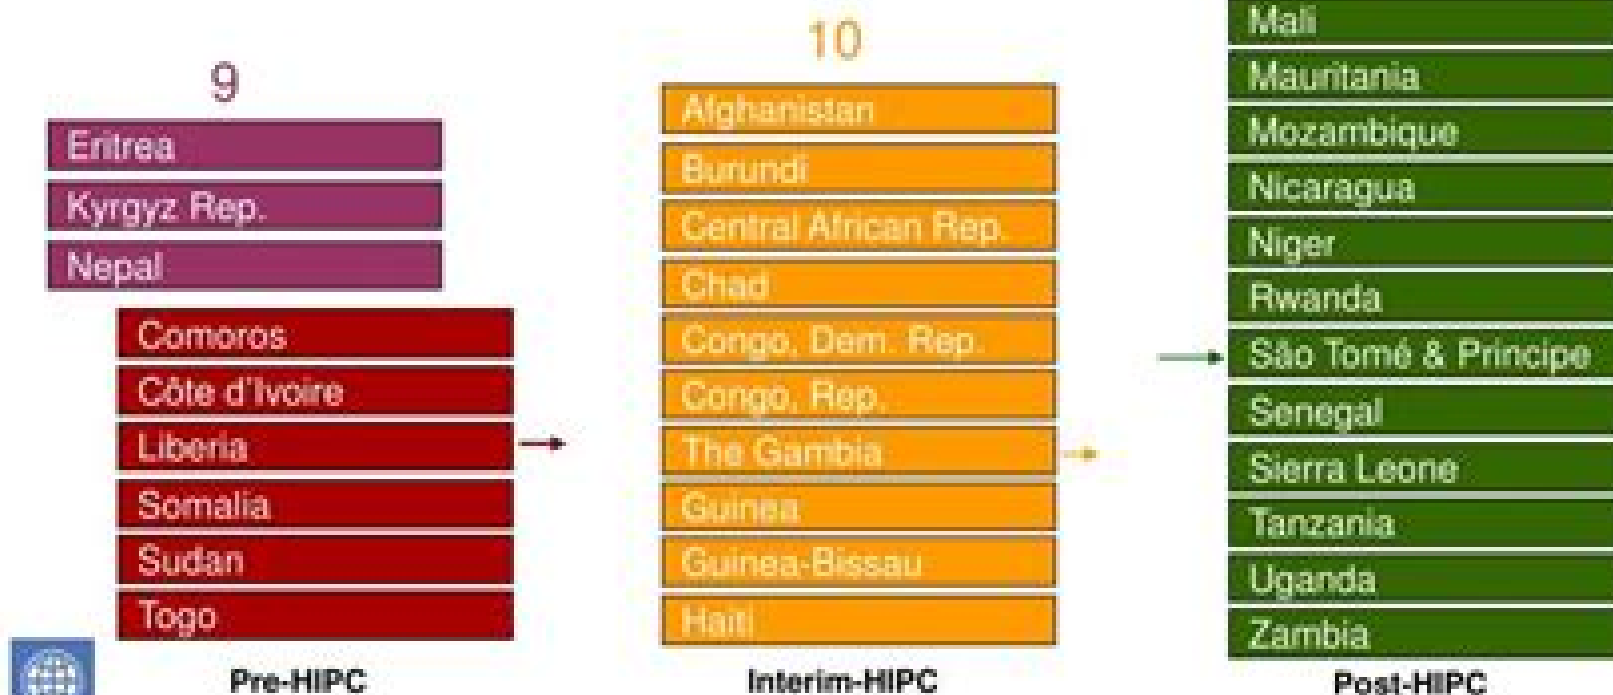 9
Eritrea
Kyrgyz Rep.
Nepal
Comoros
Côte d'Ivoire
Liberia
Somalia
Sudan
Togo
Pre-HIPC
10
Afghanistan
Burundi
Central African Rep.
Chad
Congo, Dem. Rep.
Congo, Rep.
The Gambia
Guinea
Guinea-Bissau
Haiti
Interim-HIPC
Mali
Mauritania
Mozambique
Nicaragua
Niger
Rwanda
São Tomé & Principe
Senegal
Sierra Leone
Tanzania
Uganda
Zambia
Post-HIPC